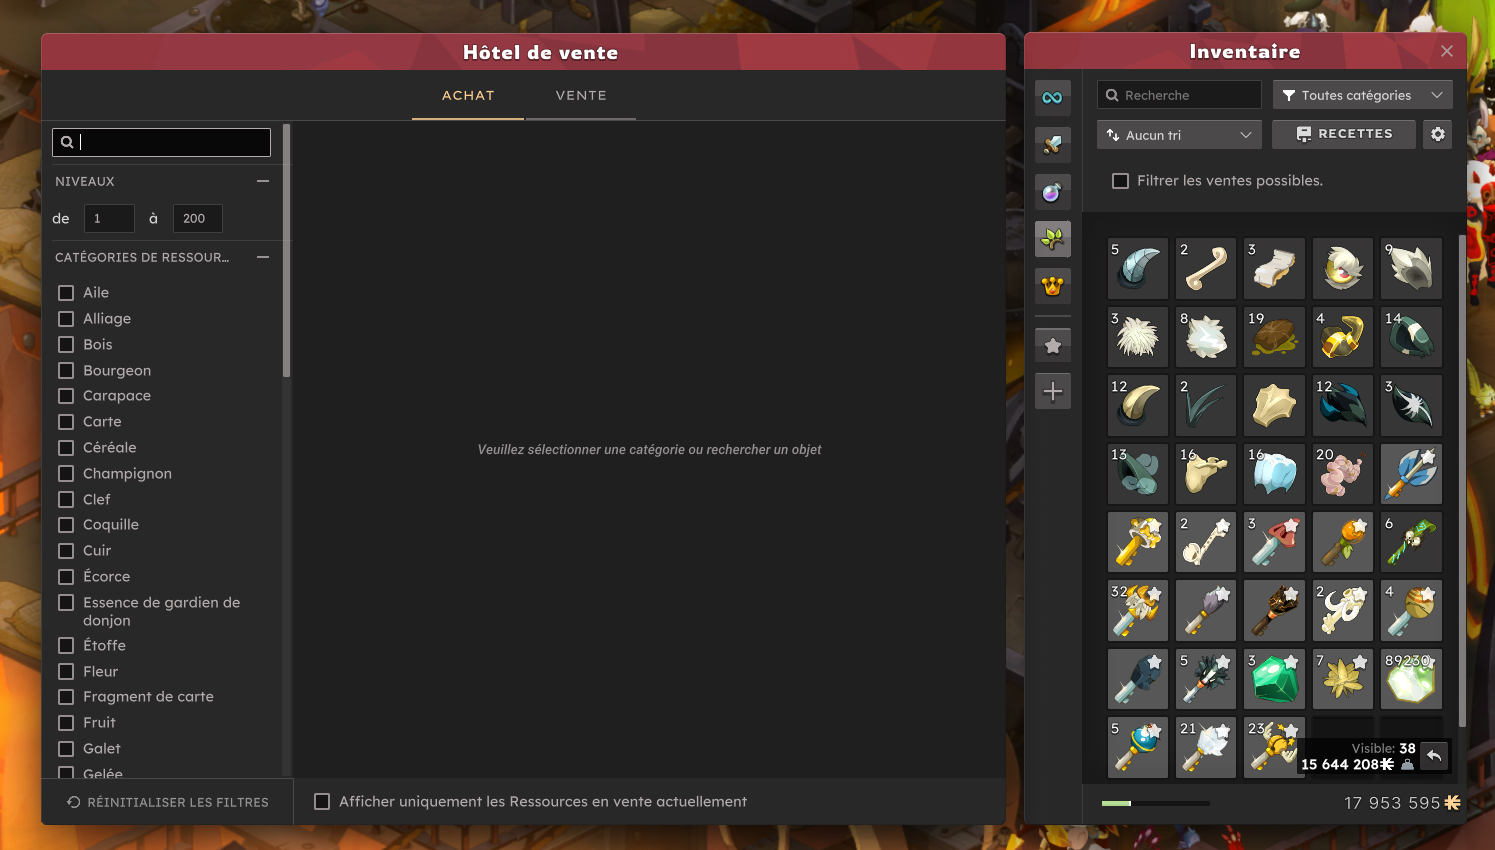 Hôtel de vente
ACHAT
VENTE
NIVEAUX
de 1 à 200
CATÉGORIES DE RESSOUR...
Aile
Alliage
Bois
Bourgeon
Carapace
Carte
Céréale
Champignon
Clef
Coquille
Cuir
Écorce
Essence de gardien de
donjon
Étoffe
Fleur
Fragment de carte
Fruit
Galet
Gelée
RÉINITIALISER LES FILTRES
Veuillez sélectionner une catégorie ou rechercher un objet
Afficher uniquement les Ressources en vente actuellement
Inventaire
Recherche
Toutes catégories
Aucun tri
RECETTES
Filtrer les ventes possibles.
5 2 3 9
3 8 19 4 14
12 2 12 3
13 16 16 20
2 3 6
32 2 4
5 3 7 89230
5 21 23
Visible: 38
15 644 208
17 953 595